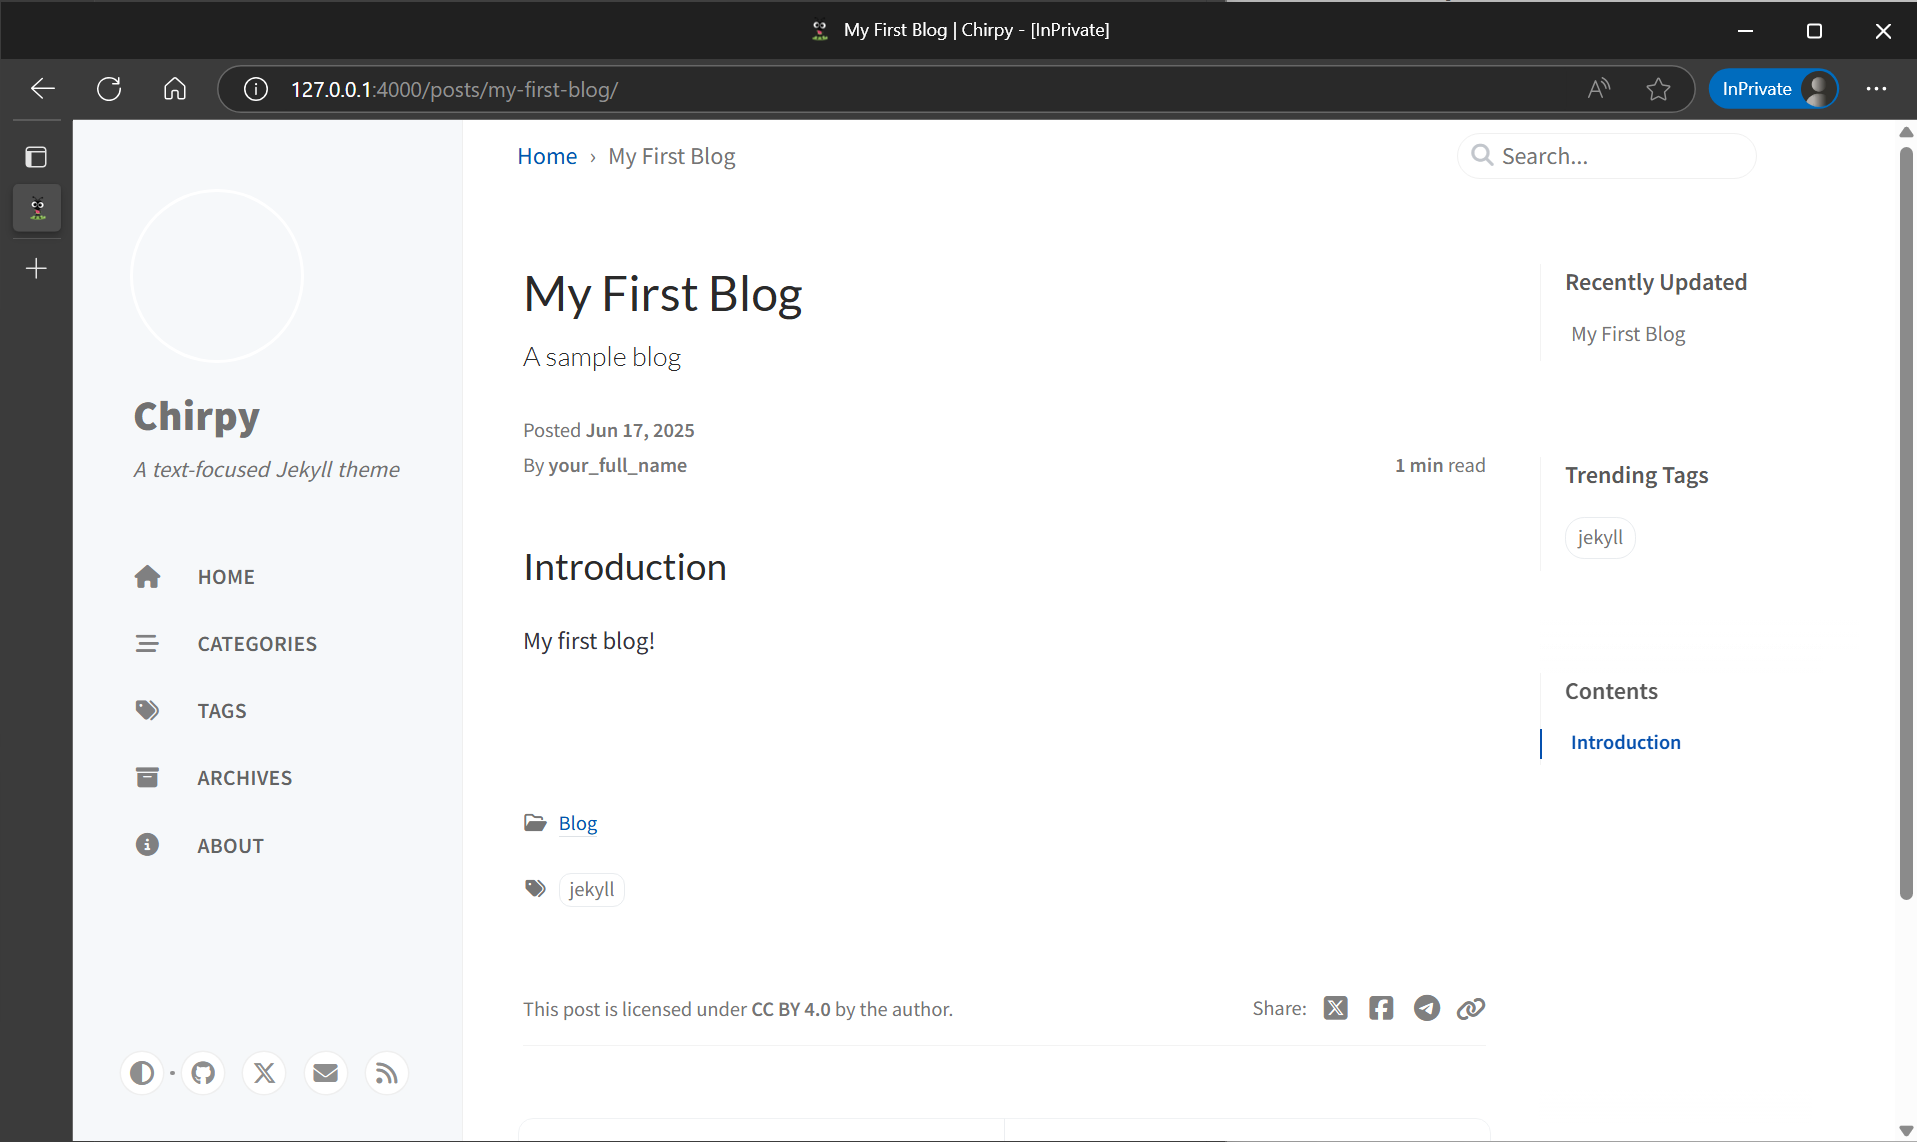 My First Blog | Chirpy - [InPrivate]
127.0.0.1:4000/posts/my-first-blog/
InPrivate
Home › My First Blog
Search...
Chirpy
A text-focused Jekyll theme
HOME
CATEGORIES
TAGS
ARCHIVES
ABOUT
My First Blog
A sample blog
Posted Jun 17, 2025
By your_full_name
1 min read
Introduction
My first blog!
Blog
jekyll
This post is licensed under CC BY 4.0 by the author.
Share:
Recently Updated
My First Blog
Trending Tags
jekyll
Contents
Introduction